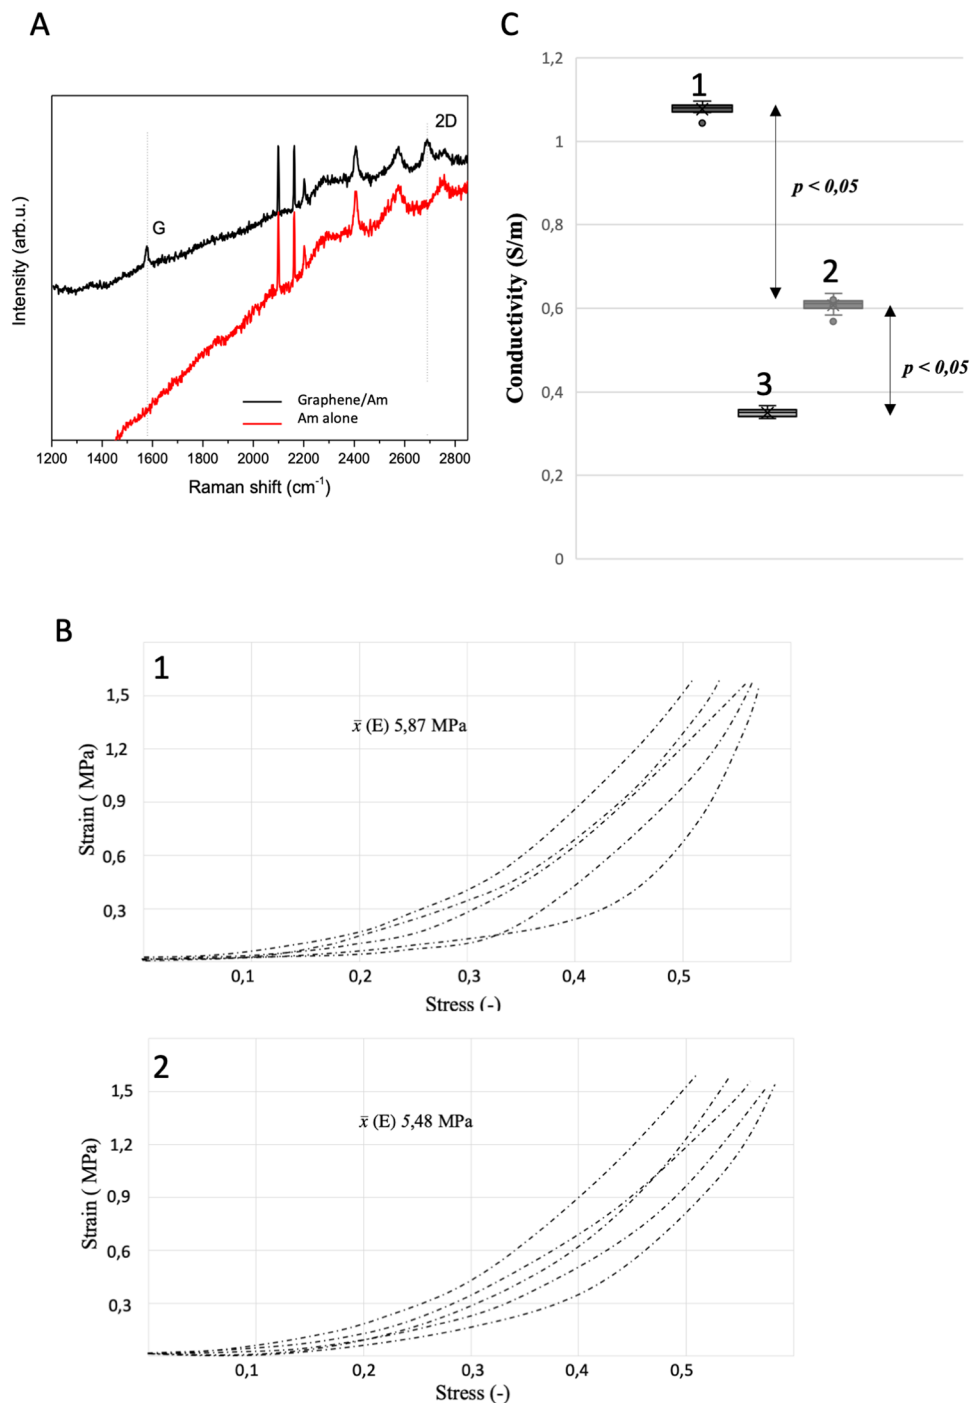 A
Intensity (arb.u.)
G
2D
Graphene/Am
Am alone
1200 1400 1600 1800 2000 2200 2400 2600 2800
Raman shift (cm⁻¹)
C
Conductivity (S/m)
1,2
1
0,8
0,6
0,4
0,2
0
1
p < 0,05
2
p < 0,05
3
B
1
x̄ (E) 5,87 MPa
Strain ( MPa)
1,5
1,2
0,9
0,6
0,3
0,1 0,2 0,3 0,4 0,5
Stress (-)
2
x̄ (E) 5,48 MPa
Strain ( MPa)
1,5
1,2
0,9
0,6
0,3
0,1 0,2 0,3 0,4 0,5
Stress (-)